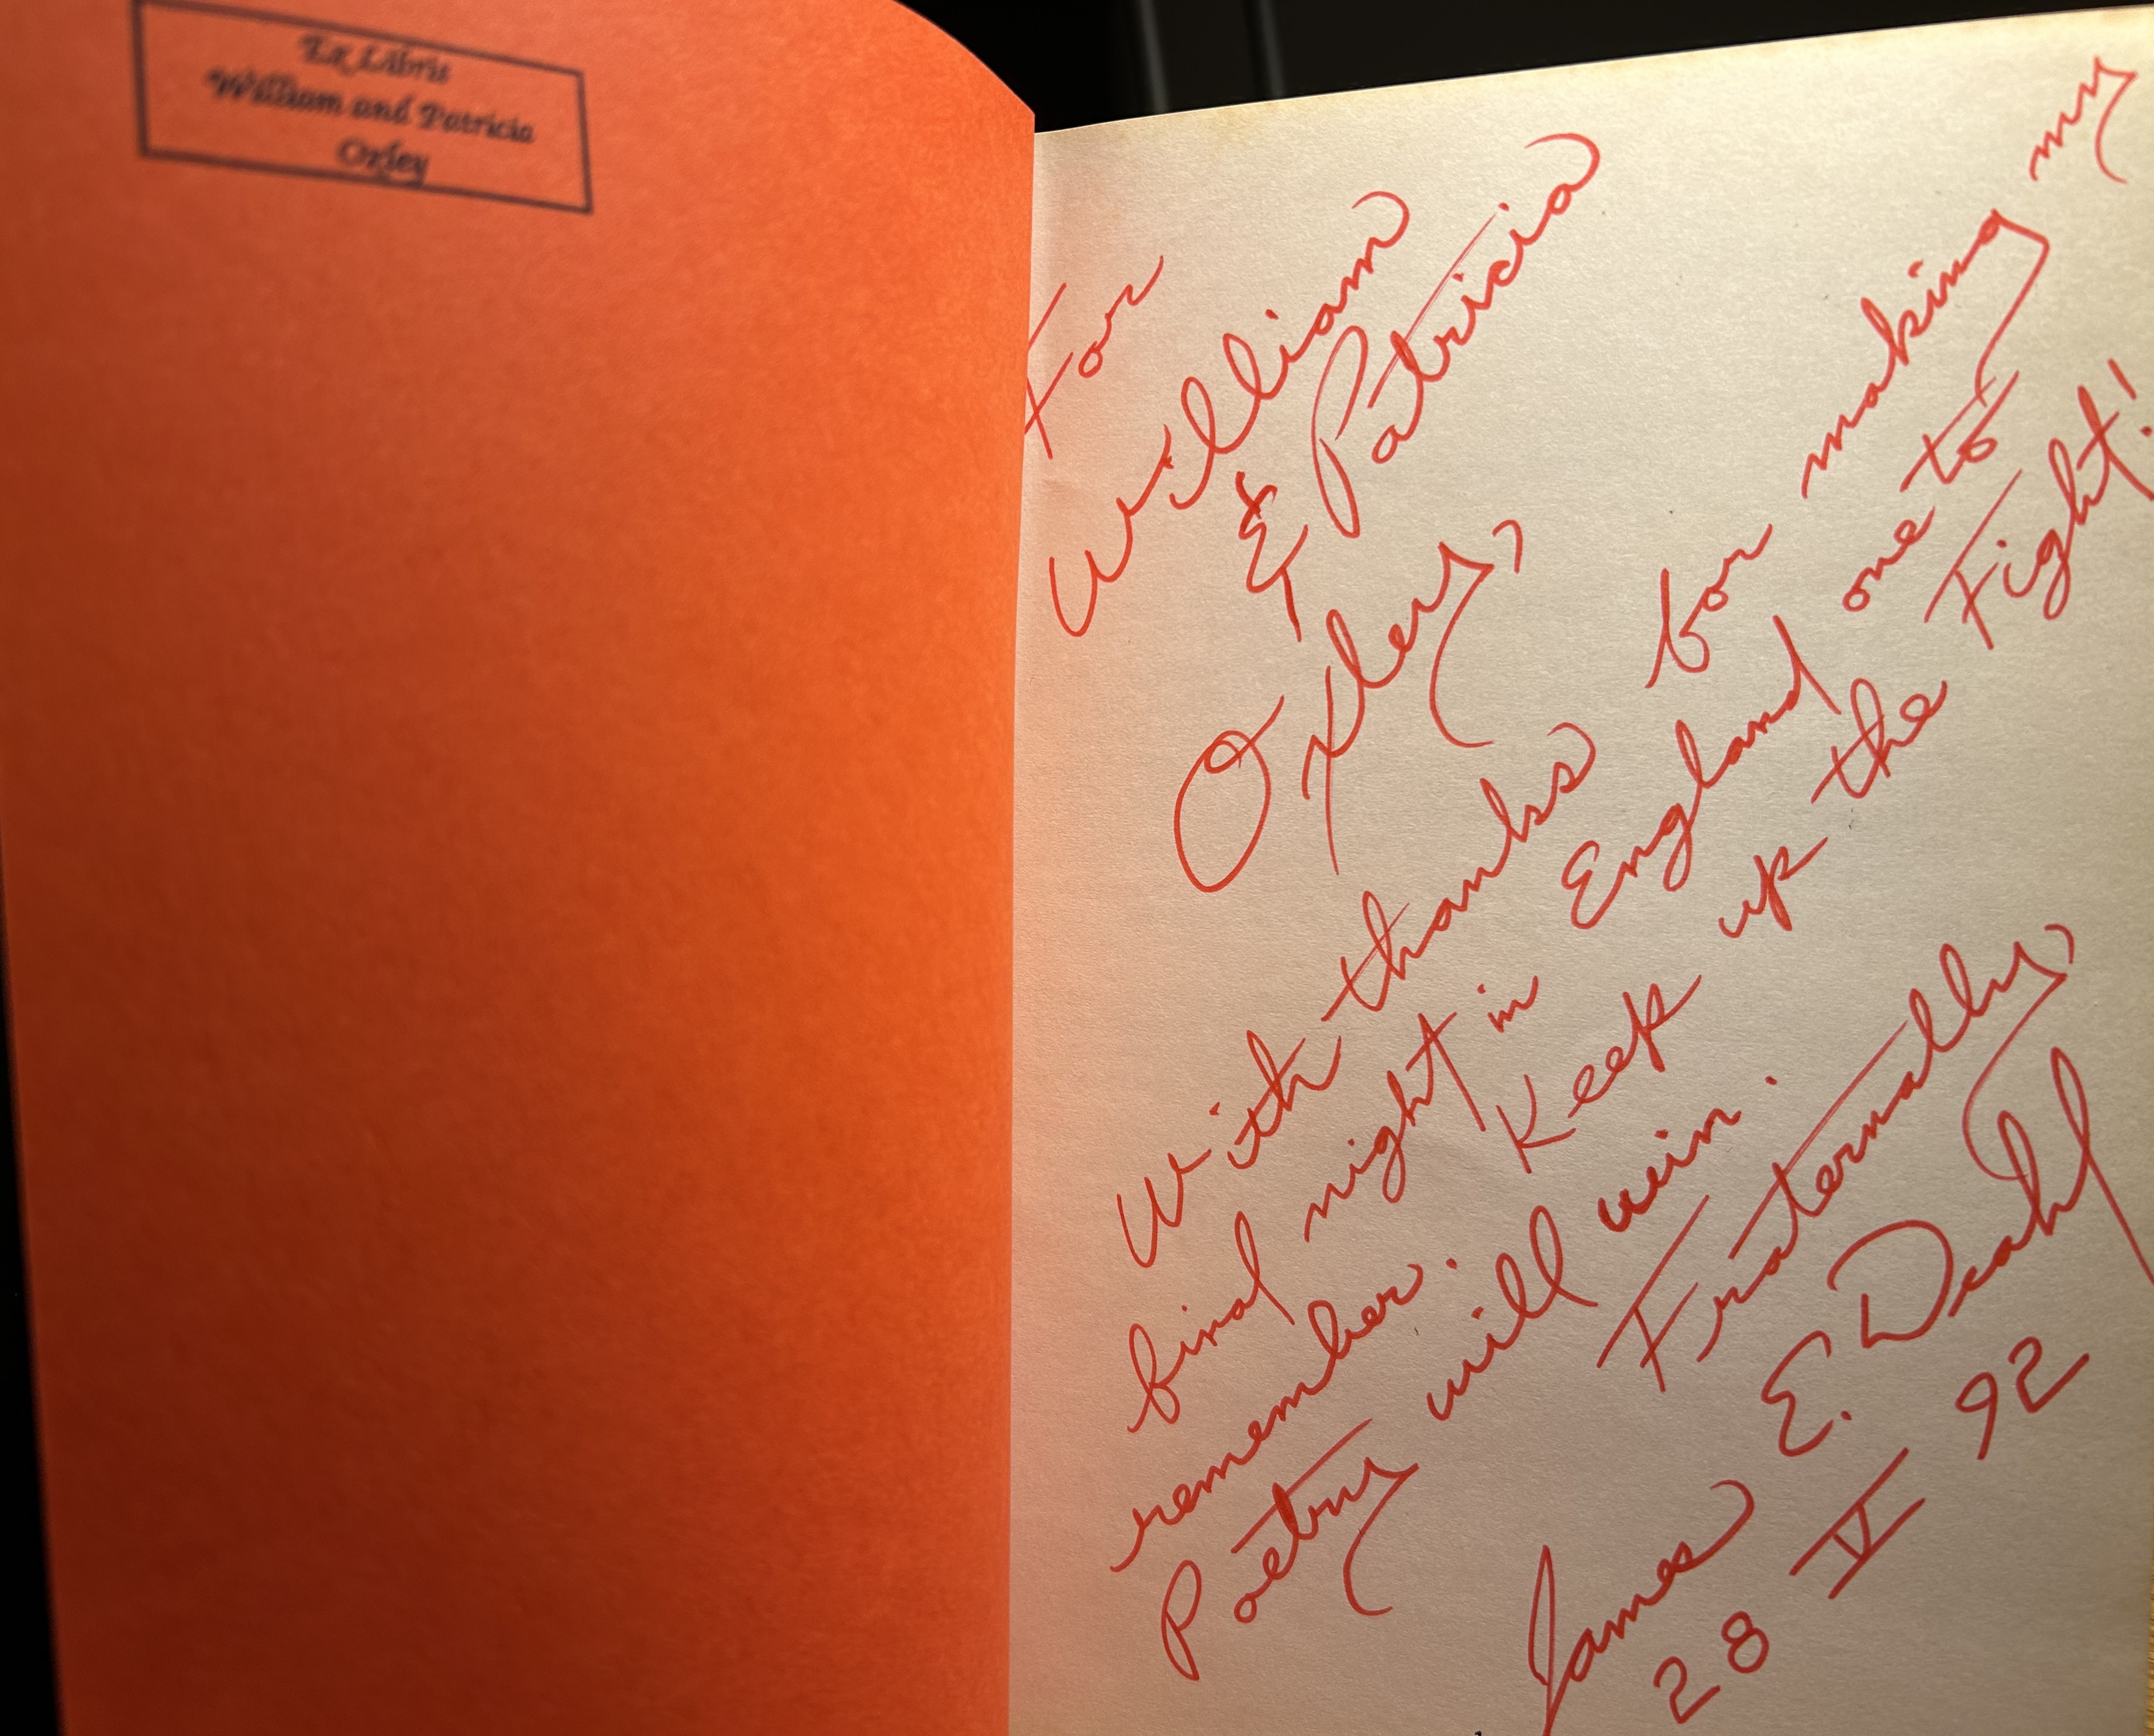 Ex Libris
William and Patricia
Oxley
For
William
& Patricia
Oxley,
With thanks for making my
final night in England one to
remember. Keep up the Fight!
Poetry will win.
Fraternally,
James E. Deahl
28 V 92